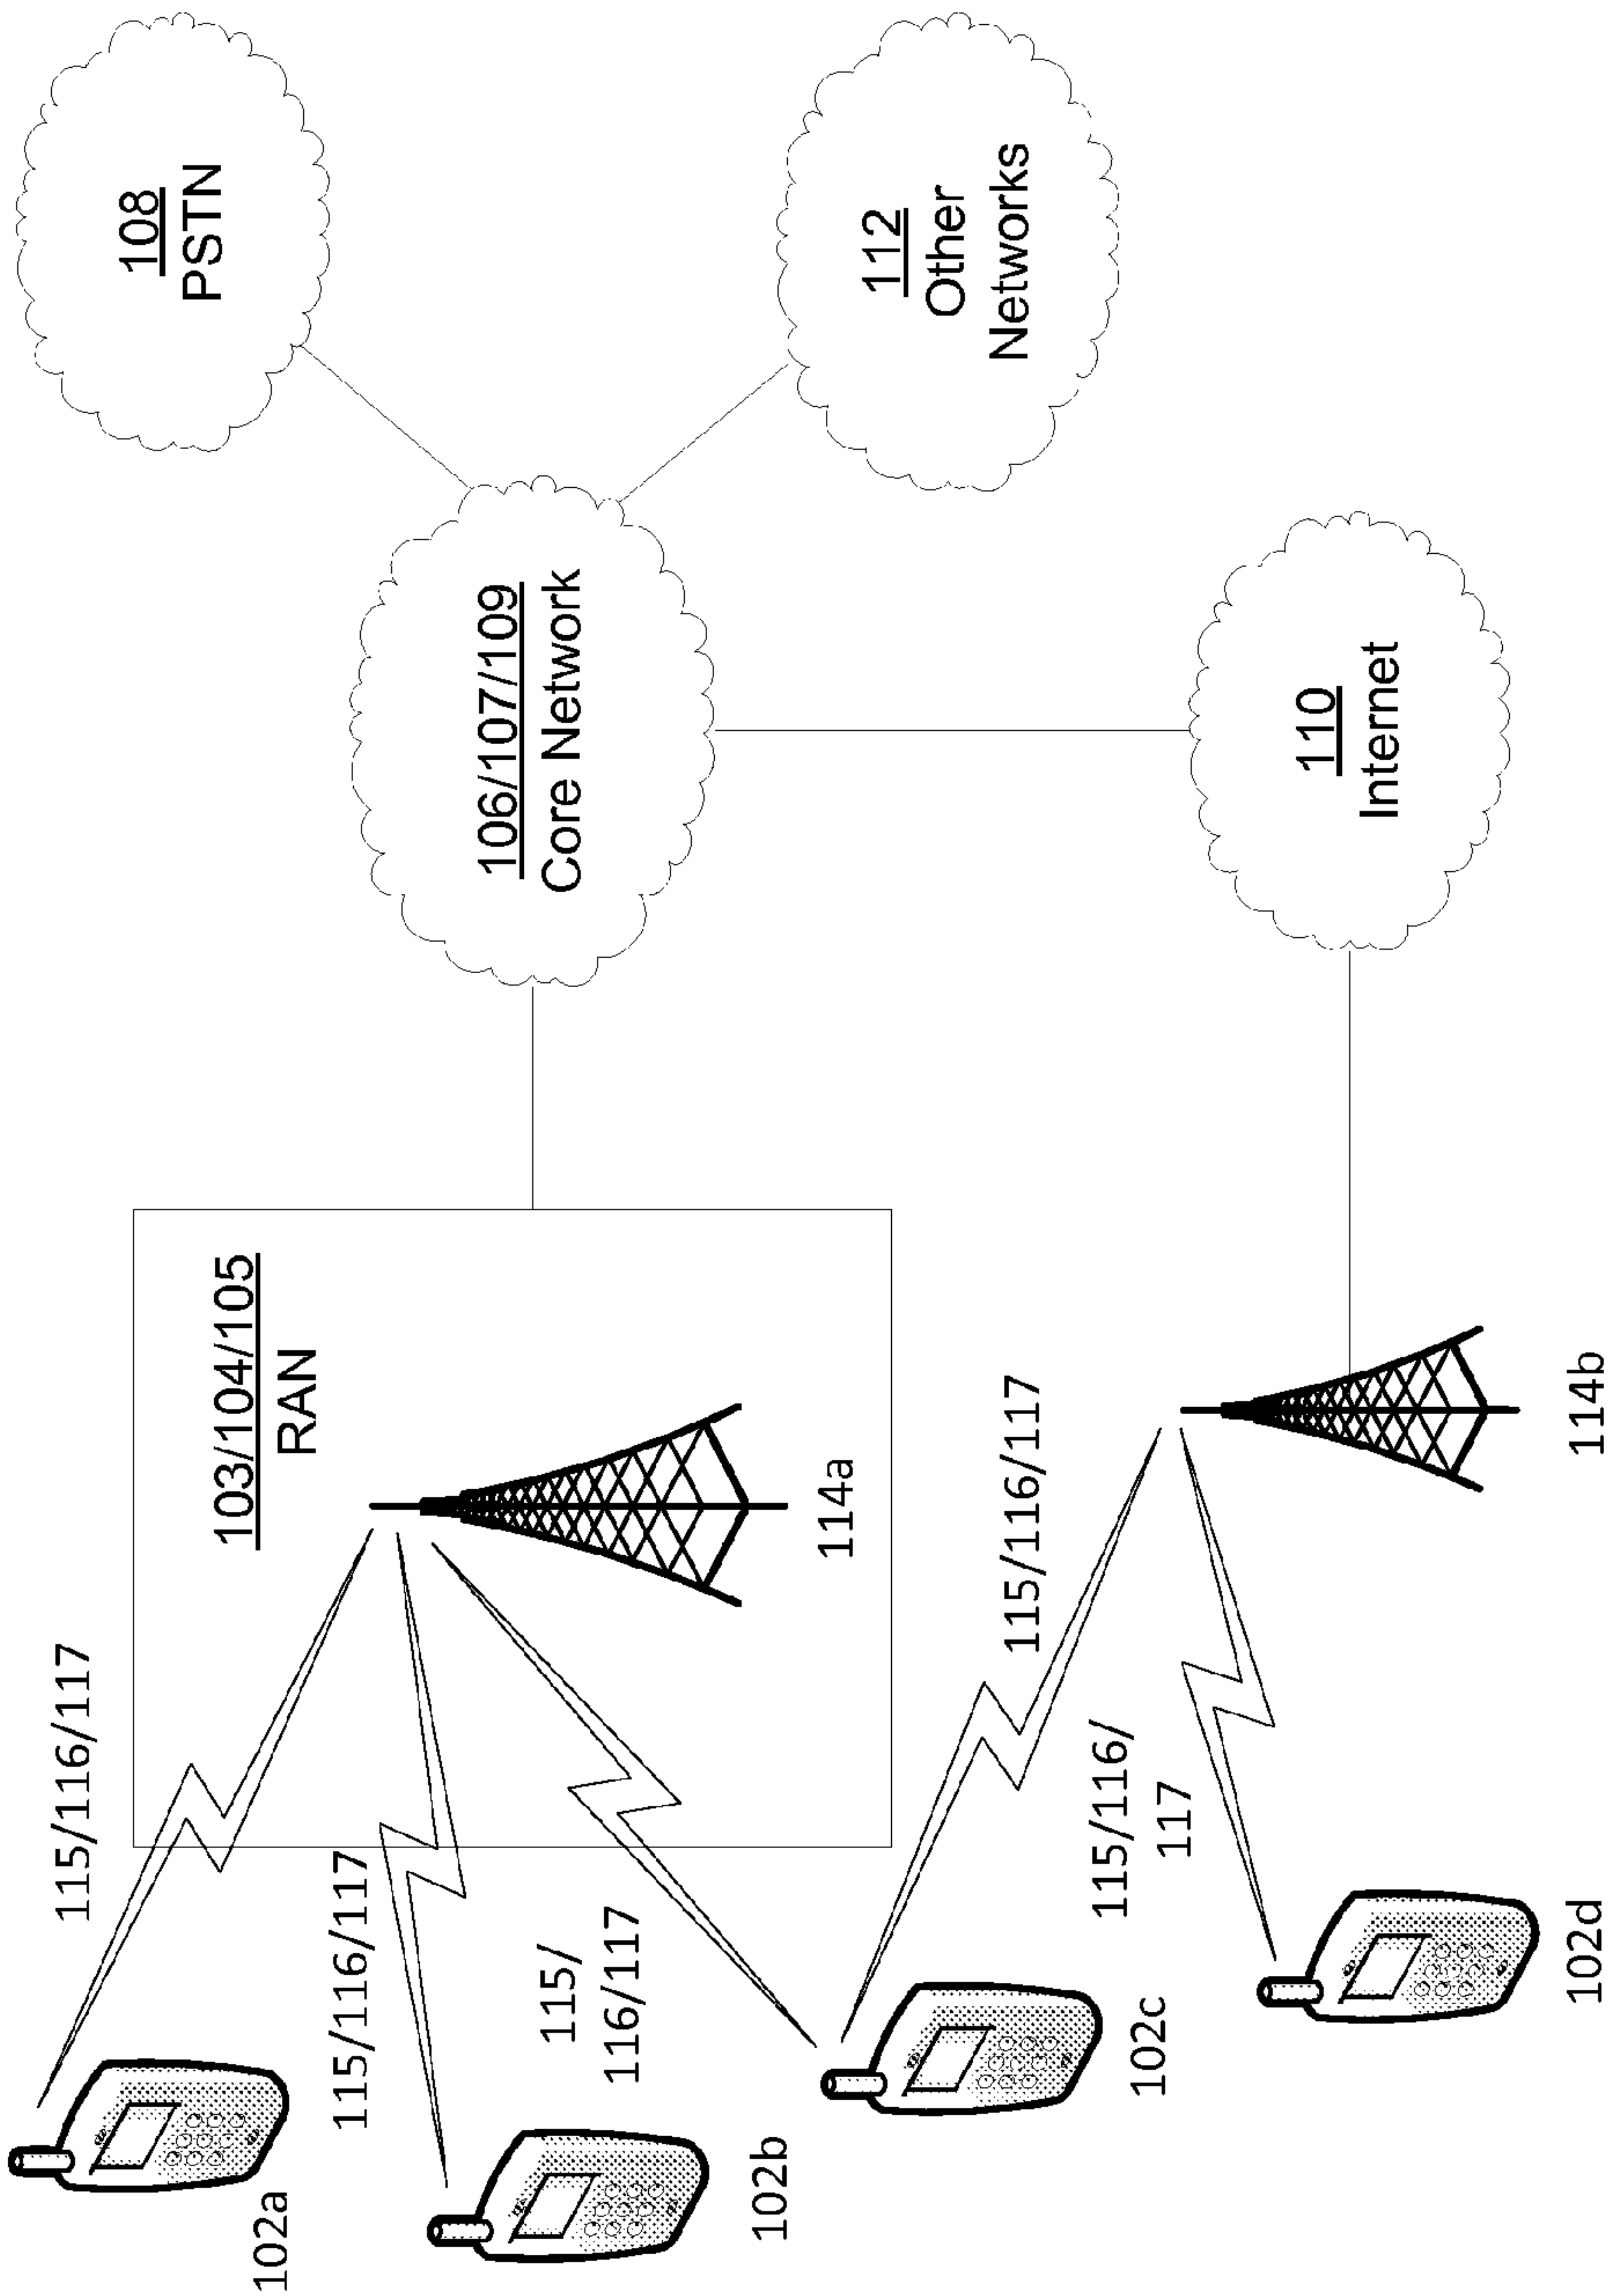 115/116/117
103/104/105
RAN
108
PSTN
102a
115/116/117
106/107/109
Core Network
115/
116/117
102b
114a
112
Other
Networks
115/116/117
102c
115/116/
117
110
Internet
102d
114b